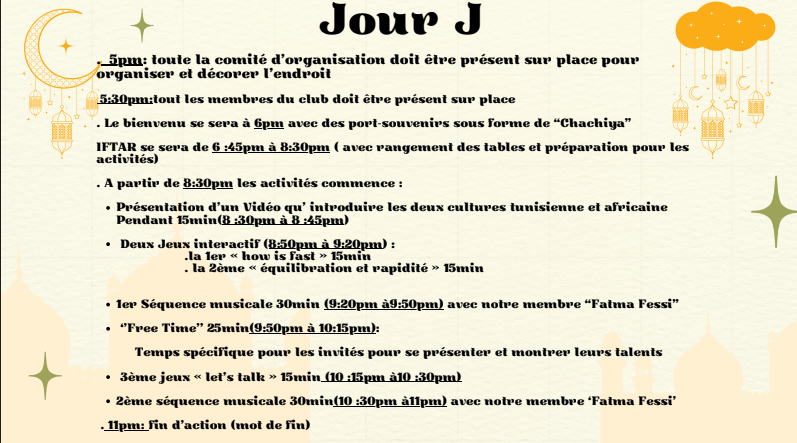 Jour J
. 5pm: toute la comité d'organisation doit être présent sur place pour
organiser et décorer l'endroit
5:30pm:tout les membres du club doit être présent sur place
. Le bienvenu se sera à 6pm avec des port-souvenirs sous forme de “Chachiya”
IFTAR se sera de 6 :45pm à 8:30pm ( avec rangement des tables et préparation pour les
activités)
. A partir de 8:30pm les activités commence :
• Présentation d'un Vidéo qu' introduire les deux cultures tunisienne et africaine
Pendant 15min(8 :30pm à 8 :45pm)
• Deux Jeux interactif (8:50pm à 9:20pm) :
.la 1er « how is fast » 15min
. la 2ème « équilibration et rapidité » 15min
• 1er Séquence musicale 30min (9:20pm à9:50pm) avec notre membre “Fatma Fessi”
• ‘’Free Time’’ 25min(9:50pm à 10:15pm):
Temps spécifique pour les invités pour se présenter et montrer leurs talents
• 3ème jeux « let's talk » 15min (10 :15pm à10 :30pm)
• 2ème séquence musicale 30min(10 :30pm à11pm) avec notre membre ‘Fatma Fessi’
. 11pm: fin d'action (mot de fin)